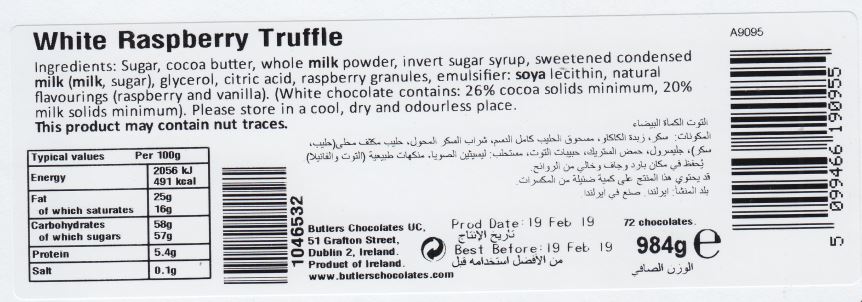 White Raspberry Truffle
A9095
Ingredients: Sugar, cocoa butter, whole milk powder, invert sugar syrup, sweetened condensed
milk (milk, sugar), glycerol, citric acid, raspberry granules, emulsifier: soya lecithin, natural
flavourings (raspberry and vanilla). (White chocolate contains: 26% cocoa solids minimum, 20%
milk solids minimum). Please store in a cool, dry and odourless place.
This product may contain nut traces.
التوت الكمأة البيضاء
المكونات: سكر، زبدة الكاكاو، مسحوق الحليب كامل الدسم، شراب السكر المحول، حليب مكثف محلى(حليب،
سكر)، جليسرول، حمض الستريك، حبيبات التوت، مستحلب: ليسيثين الصويا، منكهات طبيعية (التوت والفانيلا)
يُحفظ في مكان بارد وجاف وخالي من الروائح.
قد يحتوي هذا المنتج على كمية ضئيلة من المكسرات.
بلد المنشأ: ايرلندا. صنع في ايرلندا.
Typical values Per 100g
Energy 2056 kJ
491 kcal
Fat 25g
of which saturates 16g
Carbohydrates 58g
of which sugars 57g
Protein 5.4g
Salt 0.1g
1046532
Butlers Chocolates UC,
51 Grafton Street,
Dublin 2, Ireland.
Product of Ireland.
www.butlerschocolates.com
Prod Date: 19 Feb 19
تاريخ الإنتاج
Best Before: 19 Feb 19
من الأفضل استخدامه قبل
72 chocolates.
984g e
الوزن الصافي
5 099466 190955